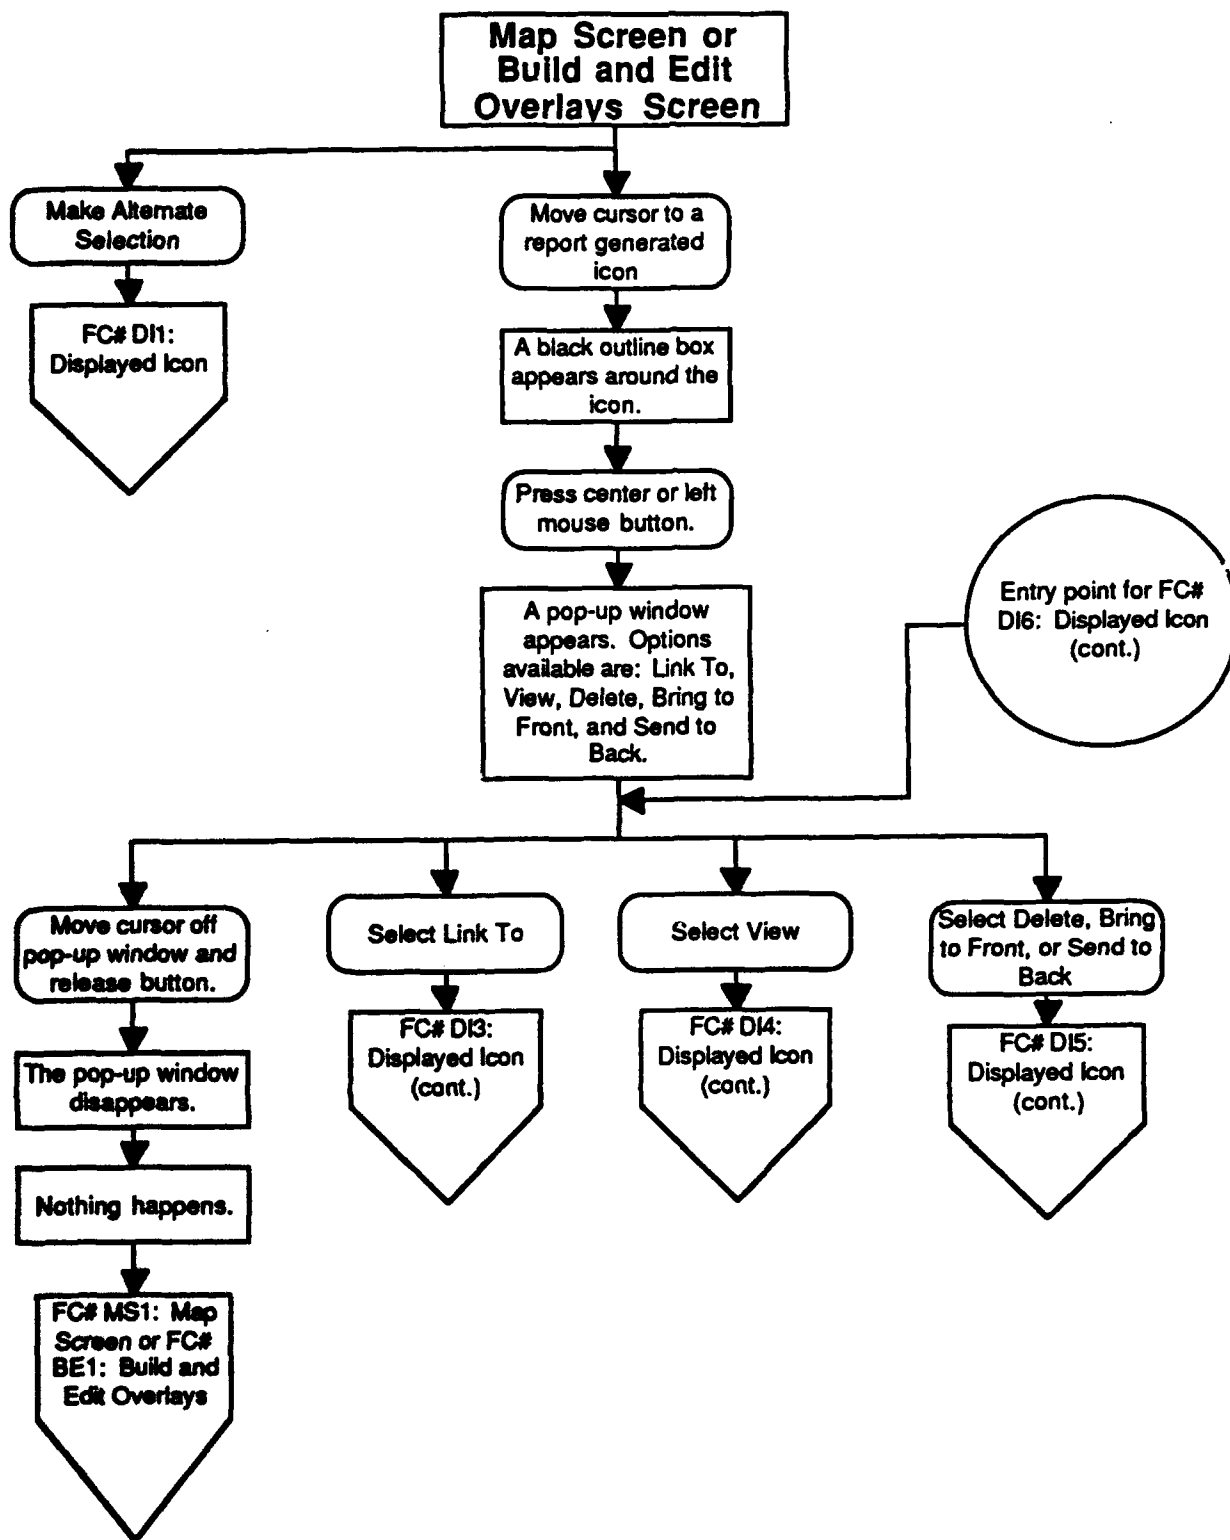 Map Screen or
Build and Edit
Overlays Screen
Make Alternate
Selection
Move cursor to a
report generated
icon
FC# DI1:
Displayed Icon
A black outline box
appears around the
icon.
Press center or left
mouse button.
Entry point for FC#
DI6: Displayed Icon
(cont.)
A pop-up window
appears. Options
available are: Link To,
View, Delete, Bring to
Front, and Send to
Back.
Move cursor off
pop-up window and
release button.
Select Link To
Select View
Select Delete, Bring
to Front, or Send to
Back
The pop-up window
disappears.
FC# DI3:
Displayed Icon
(cont.)
FC# DI4:
Displayed Icon
(cont.)
FC# DI5:
Displayed Icon
(cont.)
Nothing happens.
FC# MS1: Map
Screen or FC#
BE1: Build and
Edit Overlays